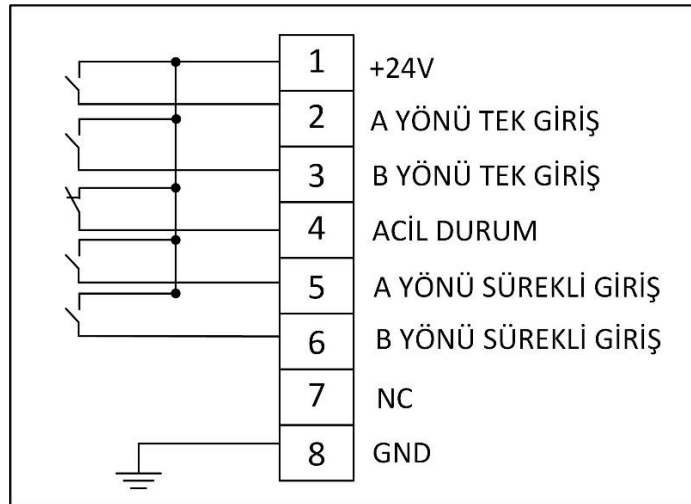 1 +24V
2 A YÖNÜ TEK GİRİŞ
3 B YÖNÜ TEK GİRİŞ
4 ACİL DURUM
5 A YÖNÜ SÜREKLİ GİRİŞ
6 B YÖNÜ SÜREKLİ GİRİŞ
7 NC
8 GND